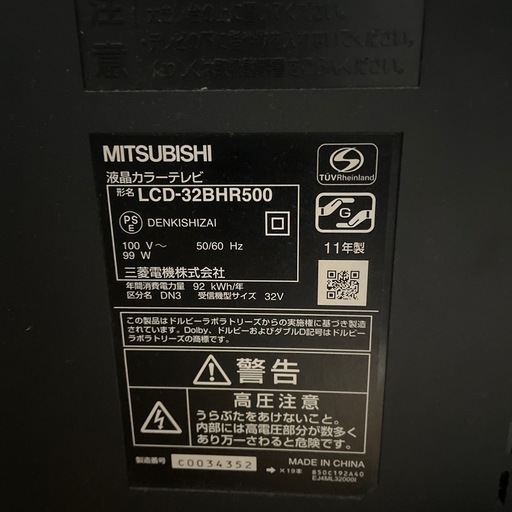 注意
MITSUBISHI
液晶カラーテレビ
形名 LCD-32BHR500
PS
E
DENKISHIZAI
100 V～ 50/60 Hz
99 W
三菱電機株式会社
年間消費電力量 92 kWh/年
区分名 DN3 受信機型サイズ 32V
TÜVRheinland
G
11年製
この製品はドルビーラボラトリーズからの実施権に基づき製造
されています。Dolby、ドルビーおよびダブルD記号はドルビー
ラボラトリーズの商標です。
警告
高圧注意
うらぶたをあけないこと。
内部には高電圧部分が数多く
あり万一さわると危険です。
製造番号 C0034352
MADE IN CHINA
850C192A40
EJ4ML32000I